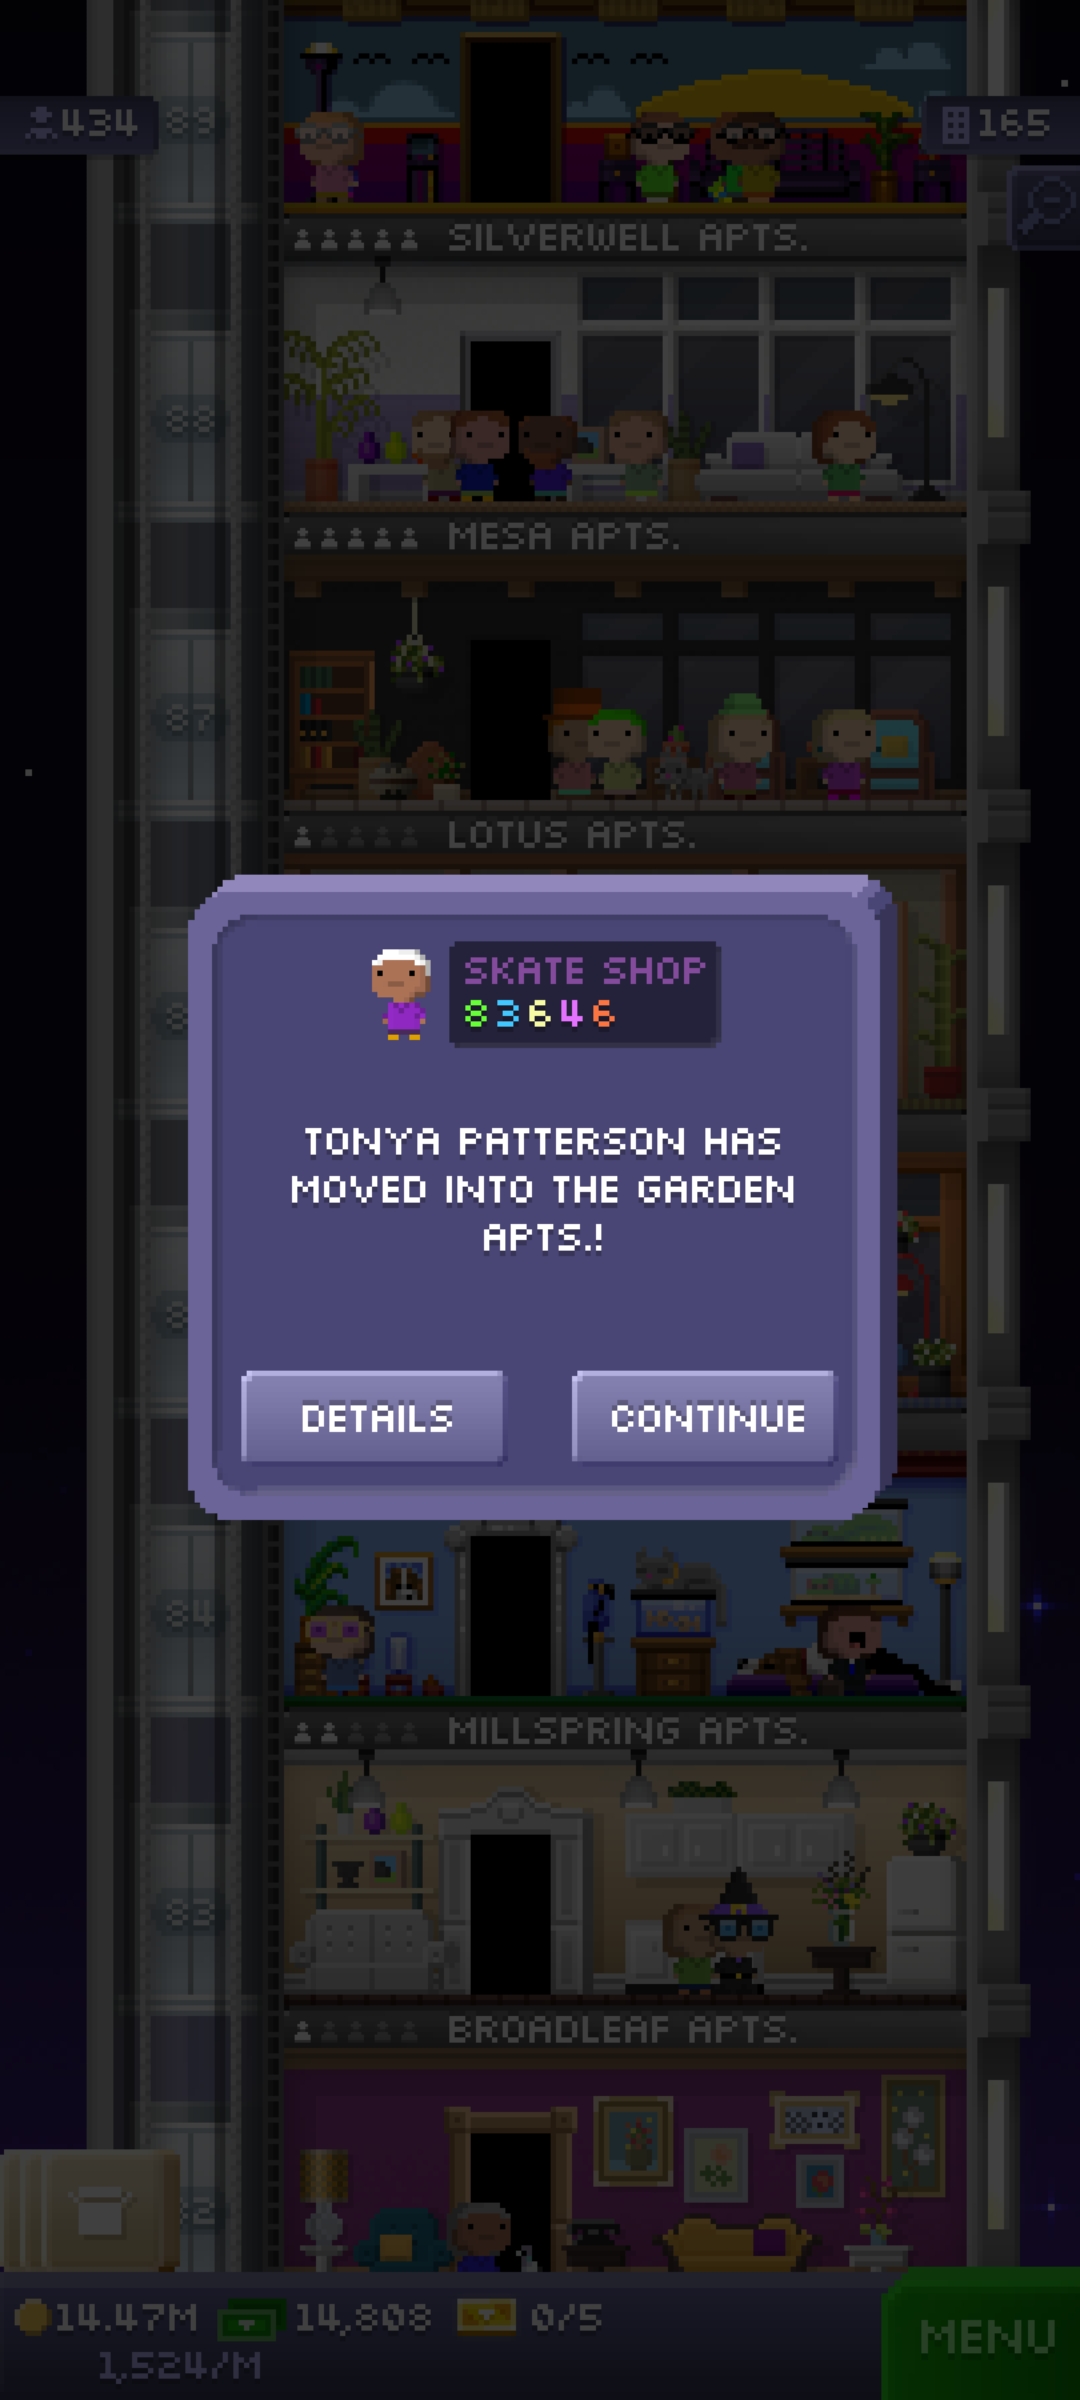 434
89
165
SILVERWELL APTS.
88
MESA APTS.
87
LOTUS APTS.
SKATE SHOP
83646
TONYA PATTERSON HAS
MOVED INTO THE GARDEN
APTS.!
DETAILS
CONTINUE
84
MILLSPRING APTS.
83
BROADLEAF APTS.
14.47M
14,808
0/5
1,524/M
MENU